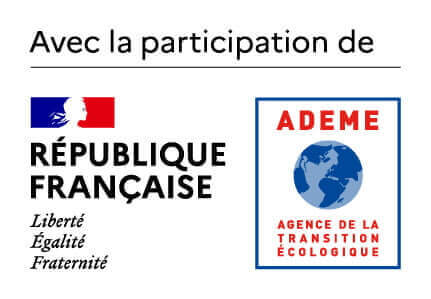 Avec la participation de
RÉPUBLIQUE
FRANÇAISE
Liberté
Égalité
Fraternité
ADEME
AGENCE DE LA
TRANSITION
ÉCOLOGIQUE